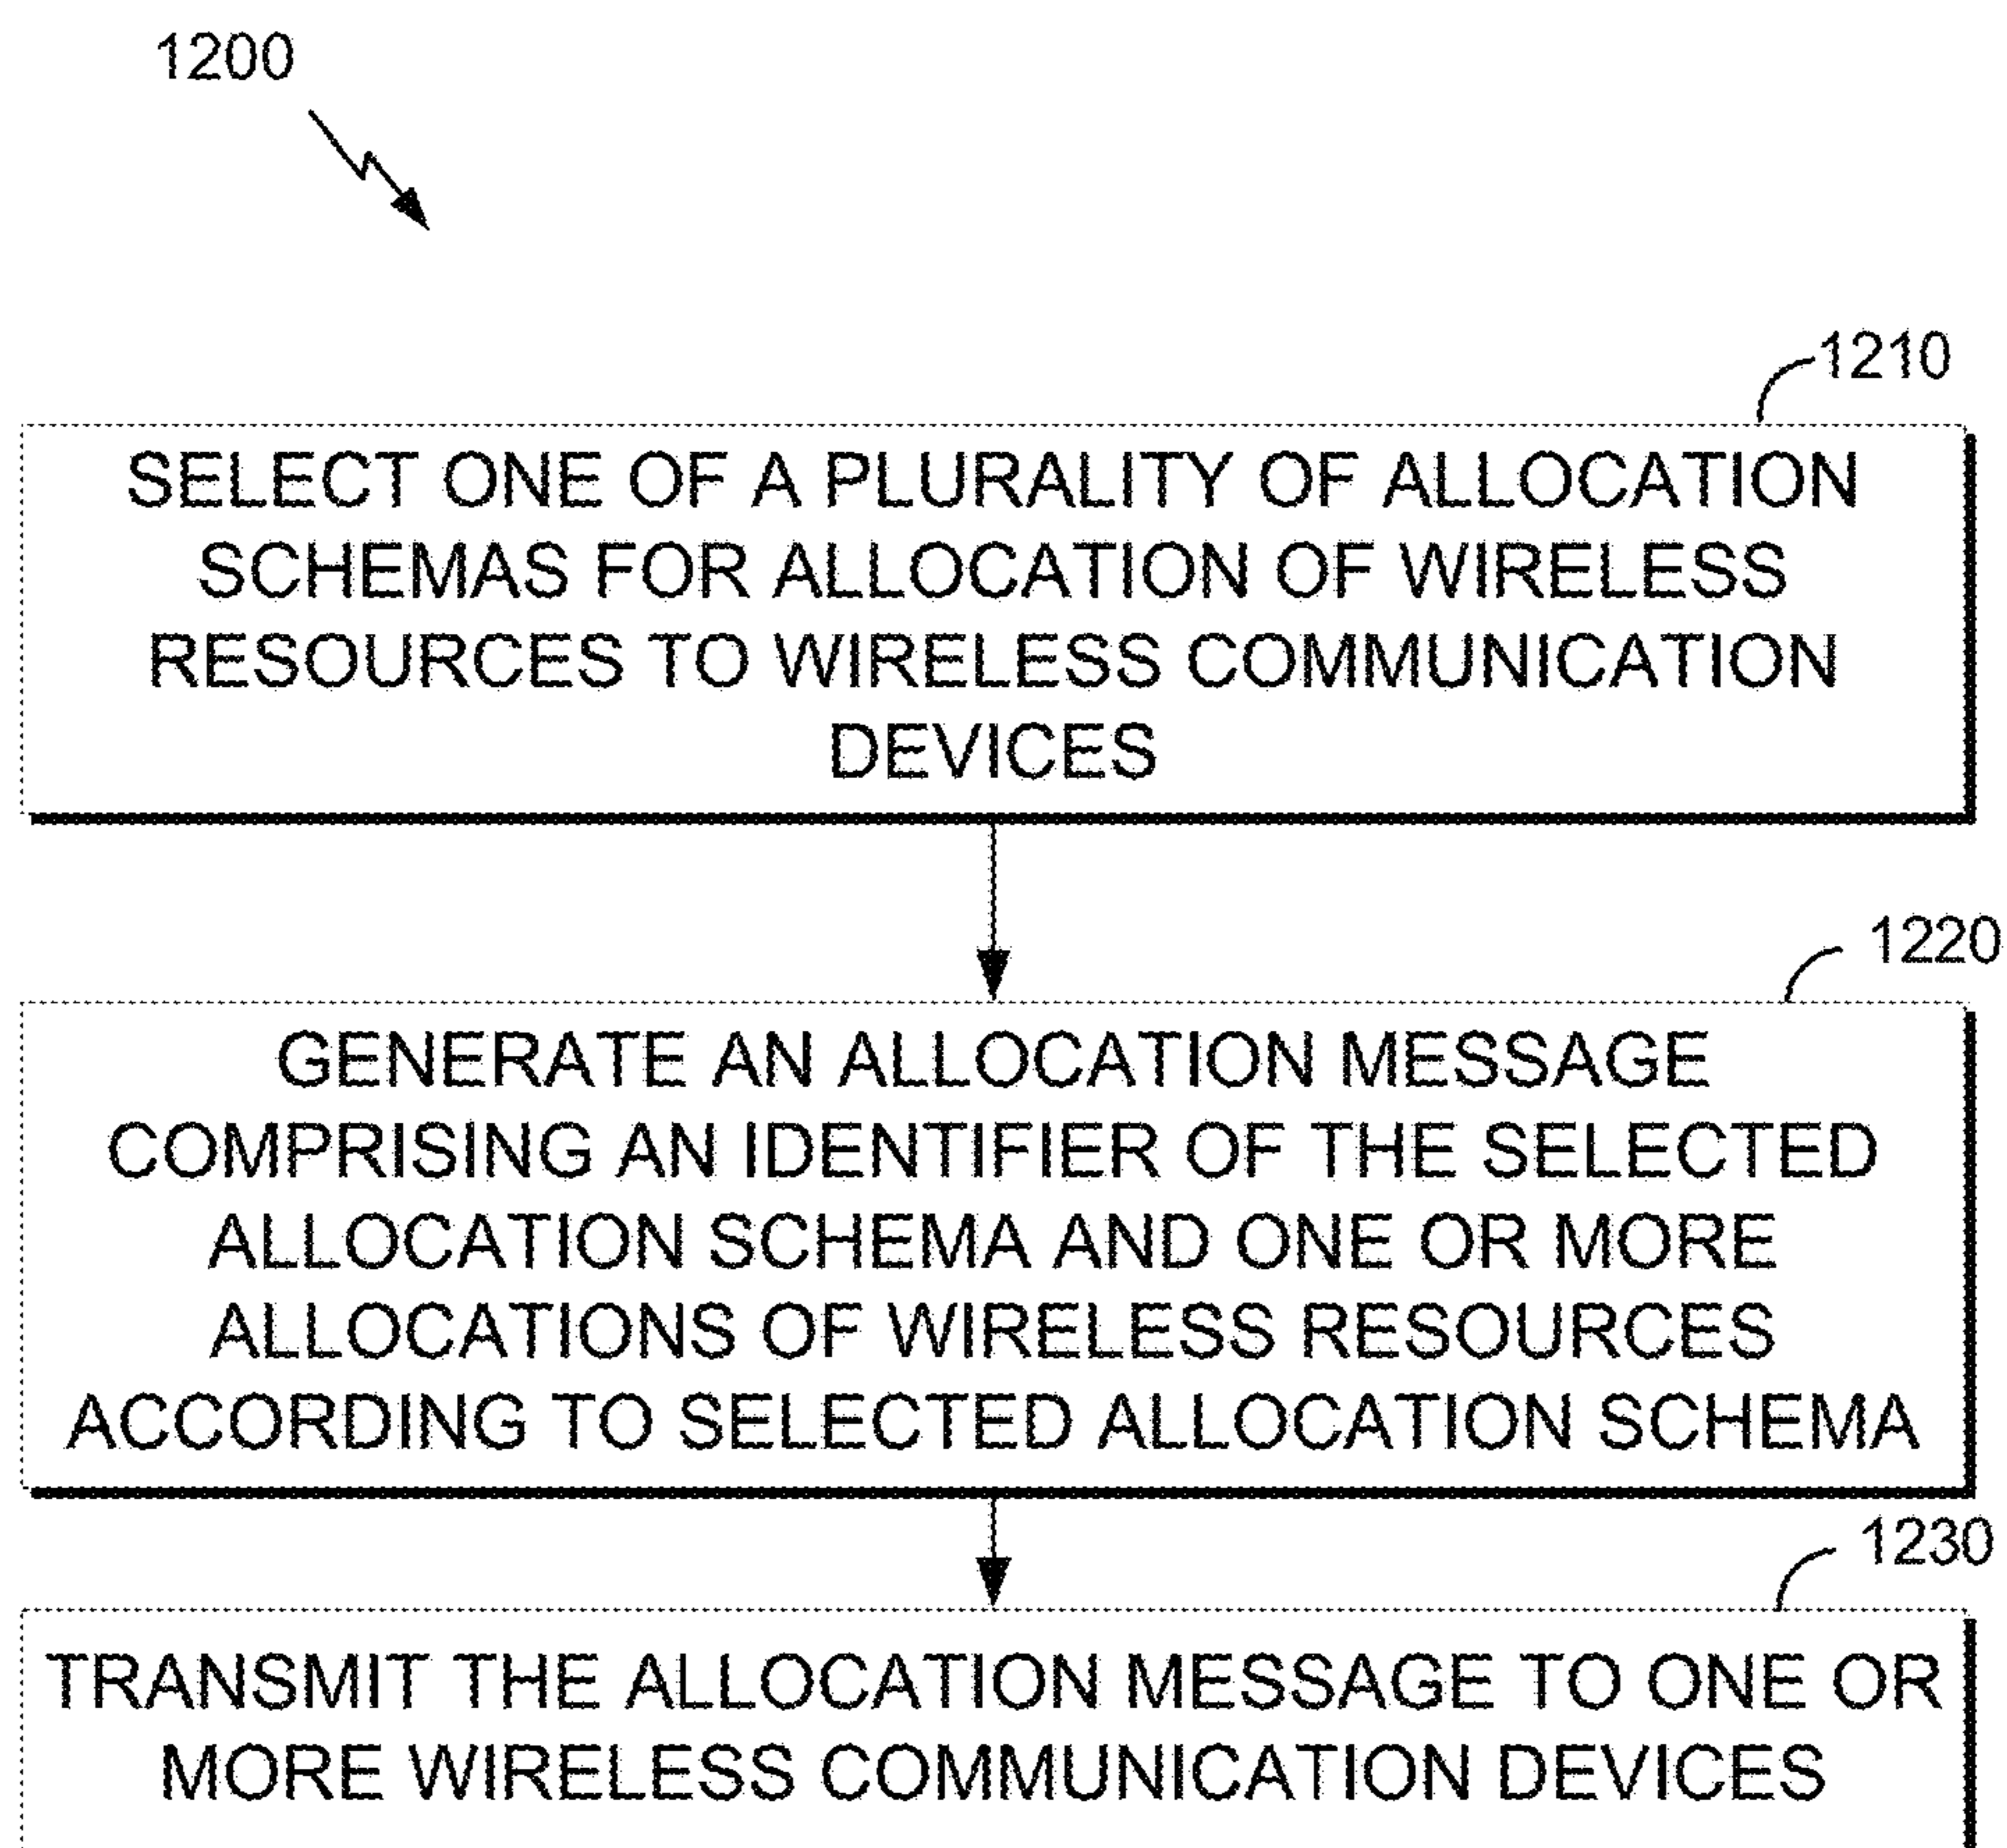 1200
1210
SELECT ONE OF A PLURALITY OF ALLOCATION
SCHEMAS FOR ALLOCATION OF WIRELESS
RESOURCES TO WIRELESS COMMUNICATION
DEVICES
1220
GENERATE AN ALLOCATION MESSAGE
COMPRISING AN IDENTIFIER OF THE SELECTED
ALLOCATION SCHEMA AND ONE OR MORE
ALLOCATIONS OF WIRELESS RESOURCES
ACCORDING TO SELECTED ALLOCATION SCHEMA
1230
TRANSMIT THE ALLOCATION MESSAGE TO ONE OR
MORE WIRELESS COMMUNICATION DEVICES